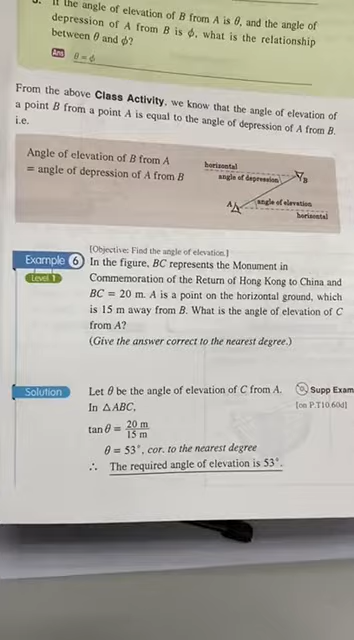 If the angle of elevation of B from A is θ, and the angle of
depression of A from B is ϕ, what is the relationship
between θ and ϕ?
Ans θ = ϕ
From the above Class Activity, we know that the angle of elevation of
a point B from a point A is equal to the angle of depression of A from B.
i.e.
Angle of elevation of B from A
= angle of depression of A from B
horizontal
angle of depression
B
A
angle of elevation
horizontal
[Objective: Find the angle of elevation.]
Example 6 In the figure, BC represents the Monument in
Level 1 Commemoration of the Return of Hong Kong to China and
BC = 20 m. A is a point on the horizontal ground, which
is 15 m away from B. What is the angle of elevation of C
from A?
(Give the answer correct to the nearest degree.)
Solution Let θ be the angle of elevation of C from A. Supp Exam
In △ABC, [on P.T10.60d]
tan θ = 20 m / 15 m
θ = 53°, cor. to the nearest degree
∴ The required angle of elevation is 53°.